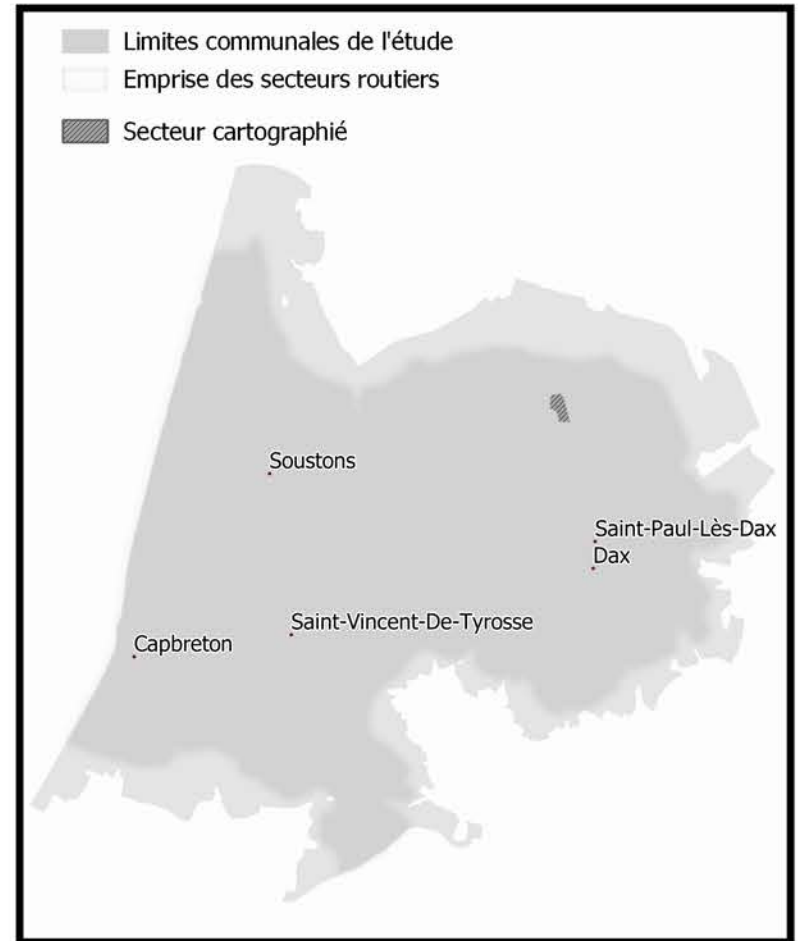 Limites communales de l'étude
Emprise des secteurs routiers
Secteur cartographié
Soustons
Saint-Paul-Lès-Dax
Dax
Saint-Vincent-De-Tyrosse
Capbreton